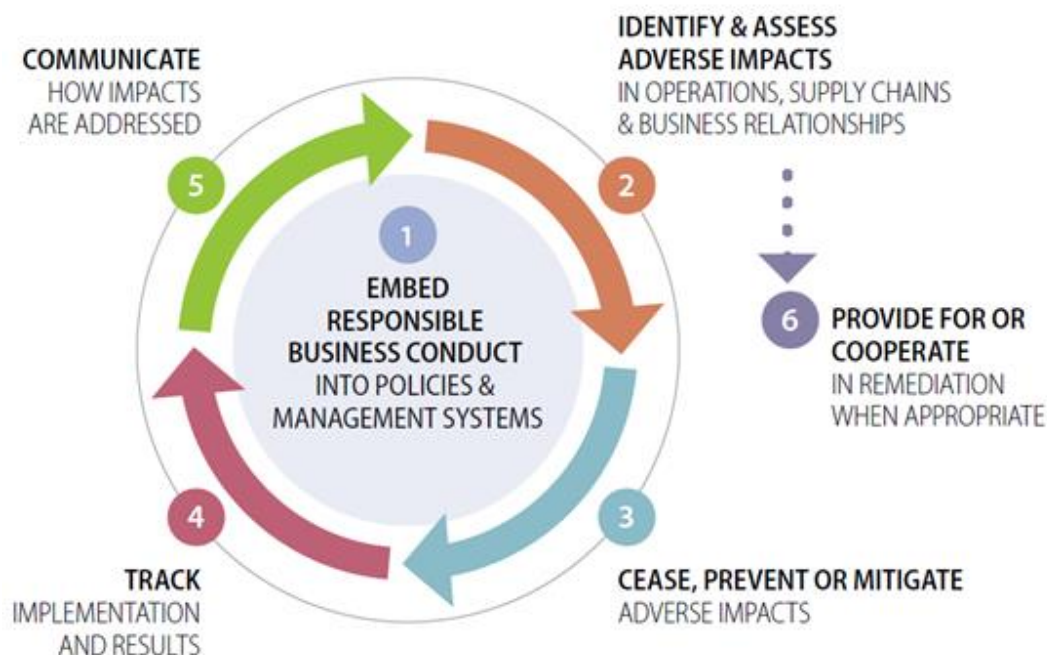 1
EMBED
RESPONSIBLE
BUSINESS CONDUCT
INTO POLICIES &
MANAGEMENT SYSTEMS
2
IDENTIFY & ASSESS
ADVERSE IMPACTS
IN OPERATIONS, SUPPLY CHAINS
& BUSINESS RELATIONSHIPS
3
CEASE, PREVENT OR MITIGATE
ADVERSE IMPACTS
4
TRACK
IMPLEMENTATION
AND RESULTS
5
COMMUNICATE
HOW IMPACTS
ARE ADDRESSED
6
PROVIDE FOR OR
COOPERATE
IN REMEDIATION
WHEN APPROPRIATE